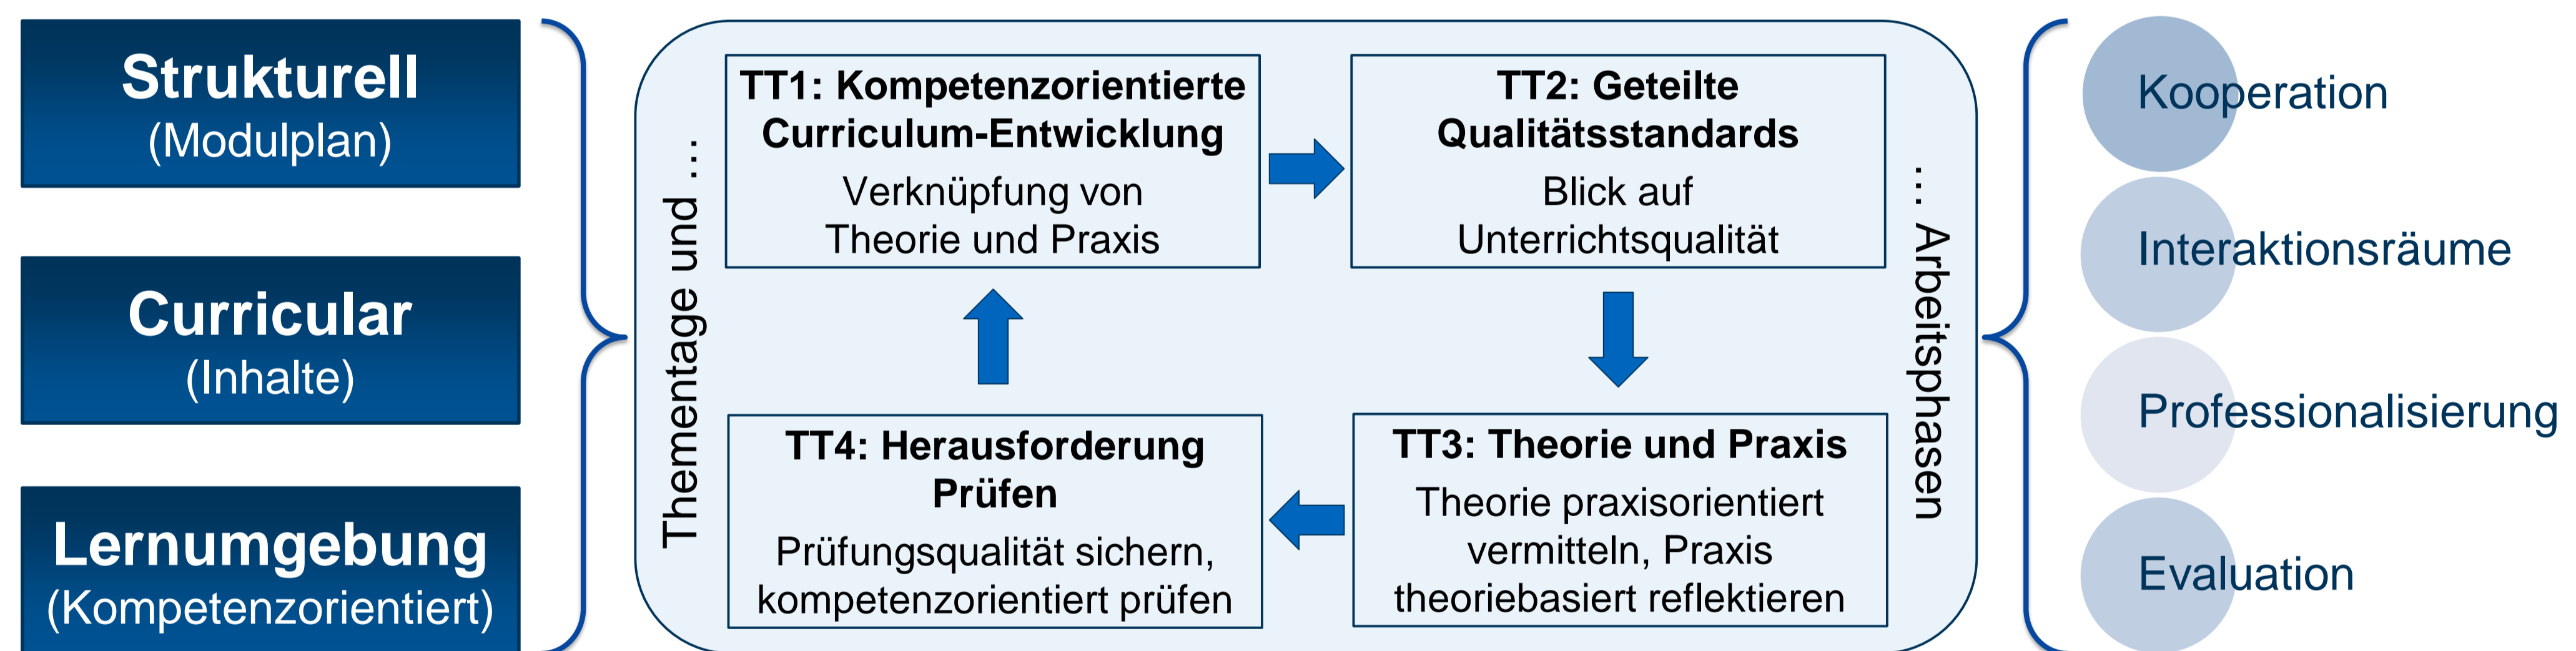 Strukturell
(Modulplan)
Curricular
(Inhalte)
Lernumgebung
(Kompetenzorientiert)
Thementage und ...
TT1: Kompetenzorientierte
Curriculum-Entwicklung
Verknüpfung von
Theorie und Praxis
TT2: Geteilte
Qualitätsstandards
Blick auf
Unterrichtsqualität
TT3: Theorie und Praxis
Theorie praxisorientiert
vermitteln, Praxis
theoriebasiert reflektieren
TT4: Herausforderung
Prüfen
Prüfungsqualität sichern,
kompetenzorientiert prüfen
... Arbeitsphasen
Kooperation
Interaktionsräume
Professionalisierung
Evaluation